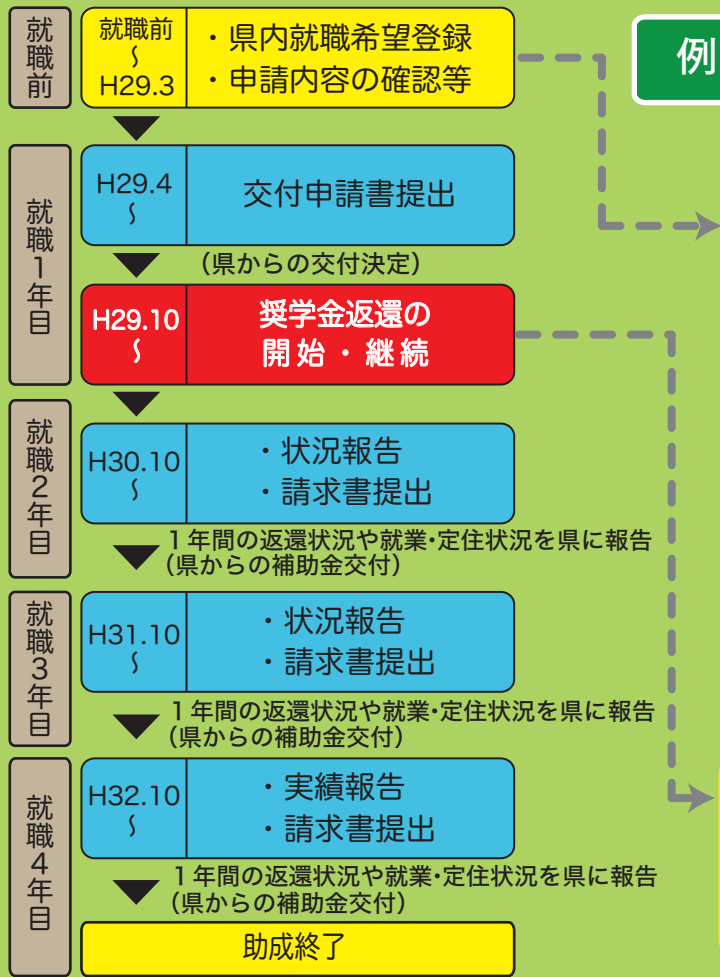 就職前
就職前
～
H29.3
・県内就職希望登録
・申請内容の確認等
例
就職1年目
H29.4
～
交付申請書提出
（県からの交付決定）
H29.10
～
奨学金返還の
開始・継続
就職2年目
H30.10
～
・状況報告
・請求書提出
1年間の返還状況や就業・定住状況を県に報告
（県からの補助金交付）
就職3年目
H31.10
～
・状況報告
・請求書提出
1年間の返還状況や就業・定住状況を県に報告
（県からの補助金交付）
就職4年目
H32.10
～
・実績報告
・請求書提出
1年間の返還状況や就業・定住状況を県に報告
（県からの補助金交付）
助成終了